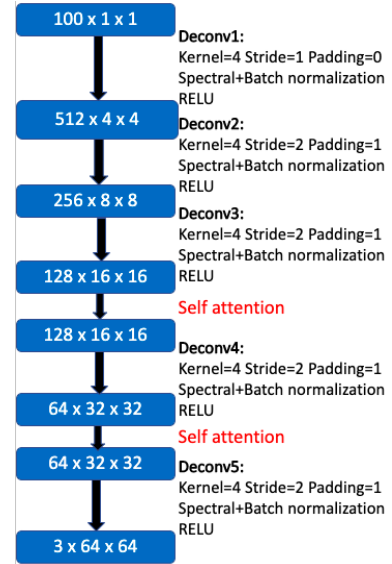 100 x 1 x 1
Deconv1:
Kernel=4 Stride=1 Padding=0
Spectral+Batch normalization
RELU
512 x 4 x 4
Deconv2:
Kernel=4 Stride=2 Padding=1
Spectral+Batch normalization
RELU
256 x 8 x 8
Deconv3:
Kernel=4 Stride=2 Padding=1
Spectral+Batch normalization
RELU
128 x 16 x 16
Self attention
128 x 16 x 16
Deconv4:
Kernel=4 Stride=2 Padding=1
Spectral+Batch normalization
RELU
64 x 32 x 32
Self attention
64 x 32 x 32
Deconv5:
Kernel=4 Stride=2 Padding=1
Spectral+Batch normalization
RELU
3 x 64 x 64